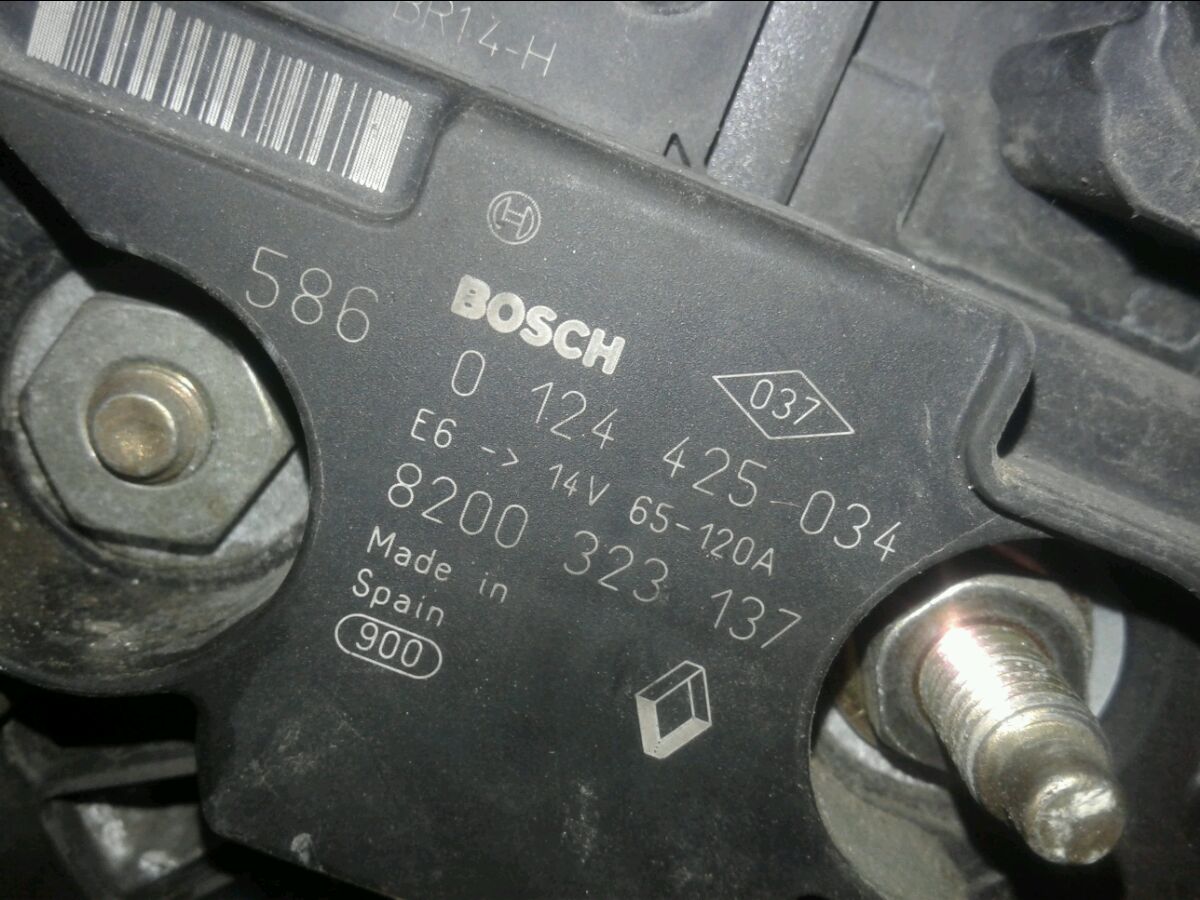 BR14-H
586
BOSCH
037
0 124 425-034
E6 -> 14V 65-120A
8200 323 137
Made in
Spain
900